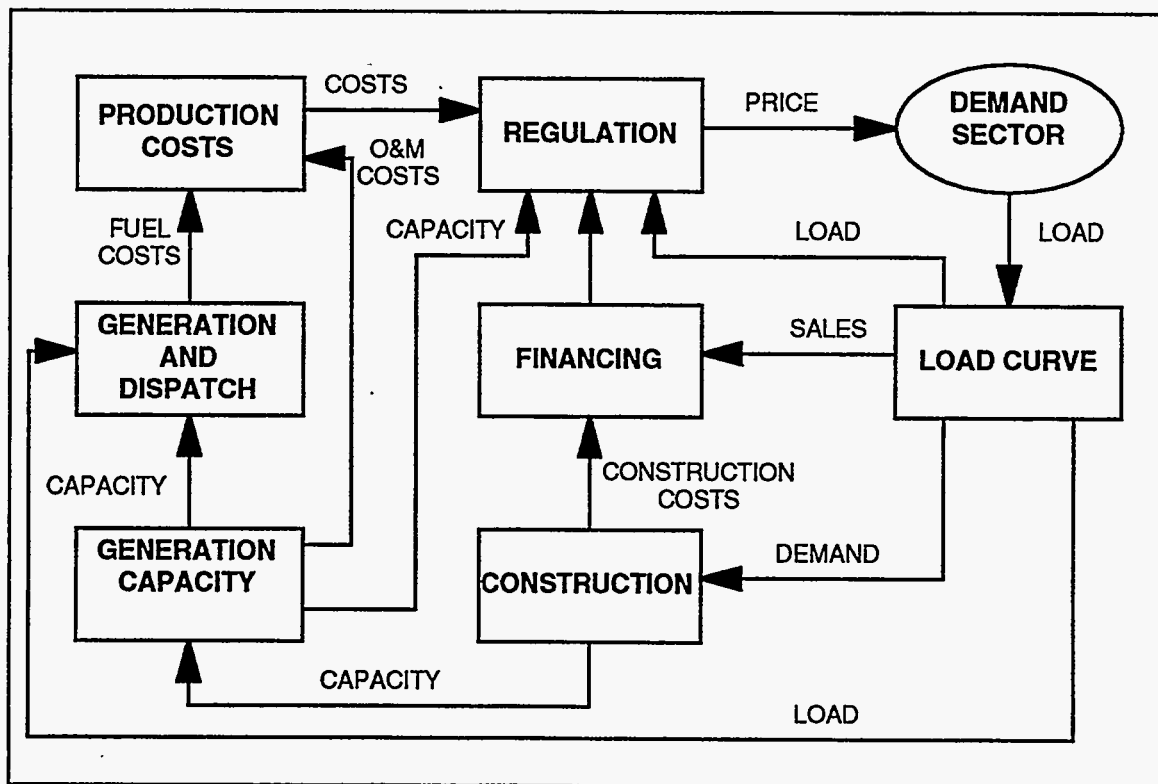 COSTS
PRODUCTION
COSTS
REGULATION
PRICE
DEMAND
SECTOR
O&M
COSTS
FUEL
COSTS
CAPACITY
LOAD
LOAD
GENERATION
AND
DISPATCH
FINANCING
SALES
LOAD CURVE
CAPACITY
CONSTRUCTION
COSTS
GENERATION
CAPACITY
CONSTRUCTION
DEMAND
CAPACITY
LOAD